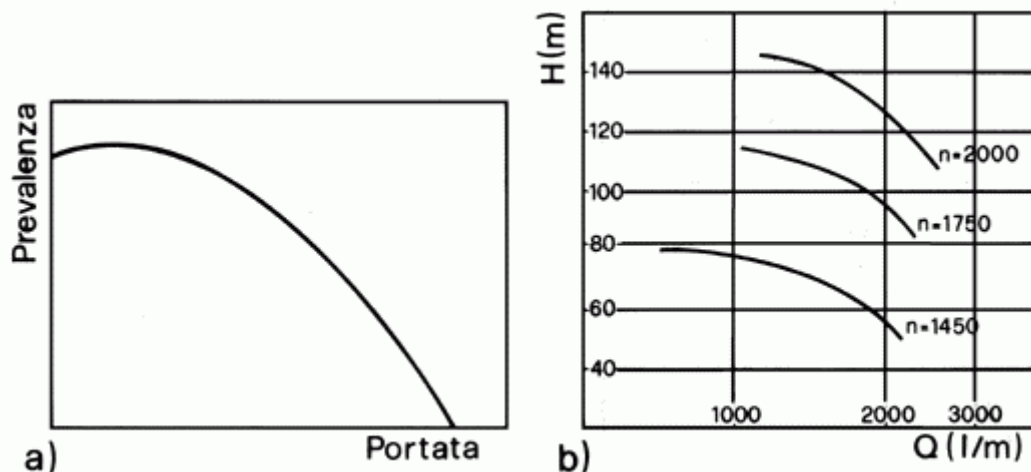 Prevalenza
Portata
a)
H (m)
140
120
100
80
60
40
n=2000
n=1750
n=1450
1000 2000 3000
Q (l/m)
b)